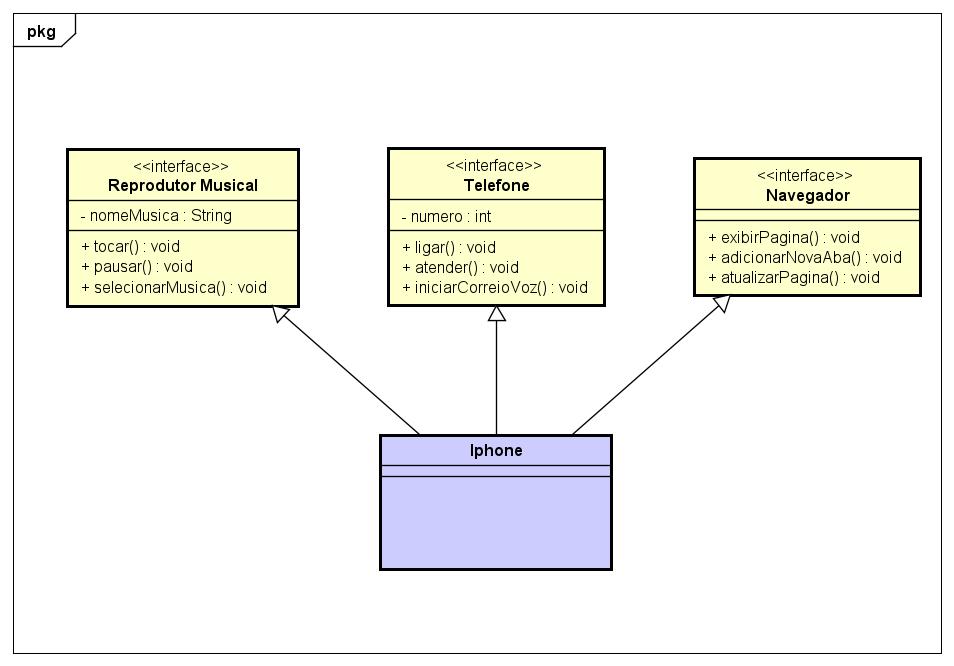 pkg
<<interface>>
Reprodutor Musical
- nomeMusica : String
+ tocar() : void
+ pausar() : void
+ selecionarMusica() : void
<<interface>>
Telefone
- numero : int
+ ligar() : void
+ atender() : void
+ iniciarCorreioVoz() : void
<<interface>>
Navegador
+ exibirPagina() : void
+ adicionarNovaAba() : void
+ atualizarPagina() : void
Iphone